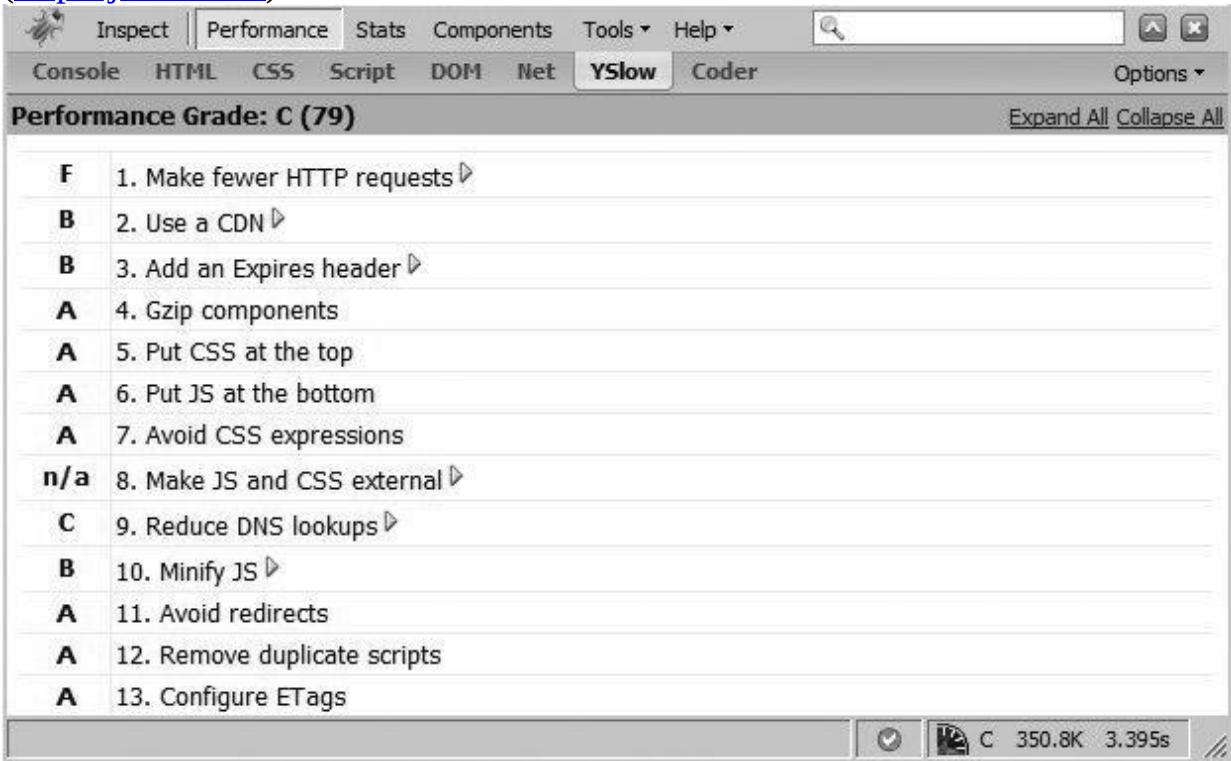 Inspect Performance Stats Components Tools Help
Console HTML CSS Script DOM Net YSlow Coder Options
Performance Grade: C (79) Expand All Collapse All
F 1. Make fewer HTTP requests
B 2. Use a CDN
B 3. Add an Expires header
A 4. Gzip components
A 5. Put CSS at the top
A 6. Put JS at the bottom
A 7. Avoid CSS expressions
n/a 8. Make JS and CSS external
C 9. Reduce DNS lookups
B 10. Minify JS
A 11. Avoid redirects
A 12. Remove duplicate scripts
A 13. Configure ETags
C 350.8K 3.395s